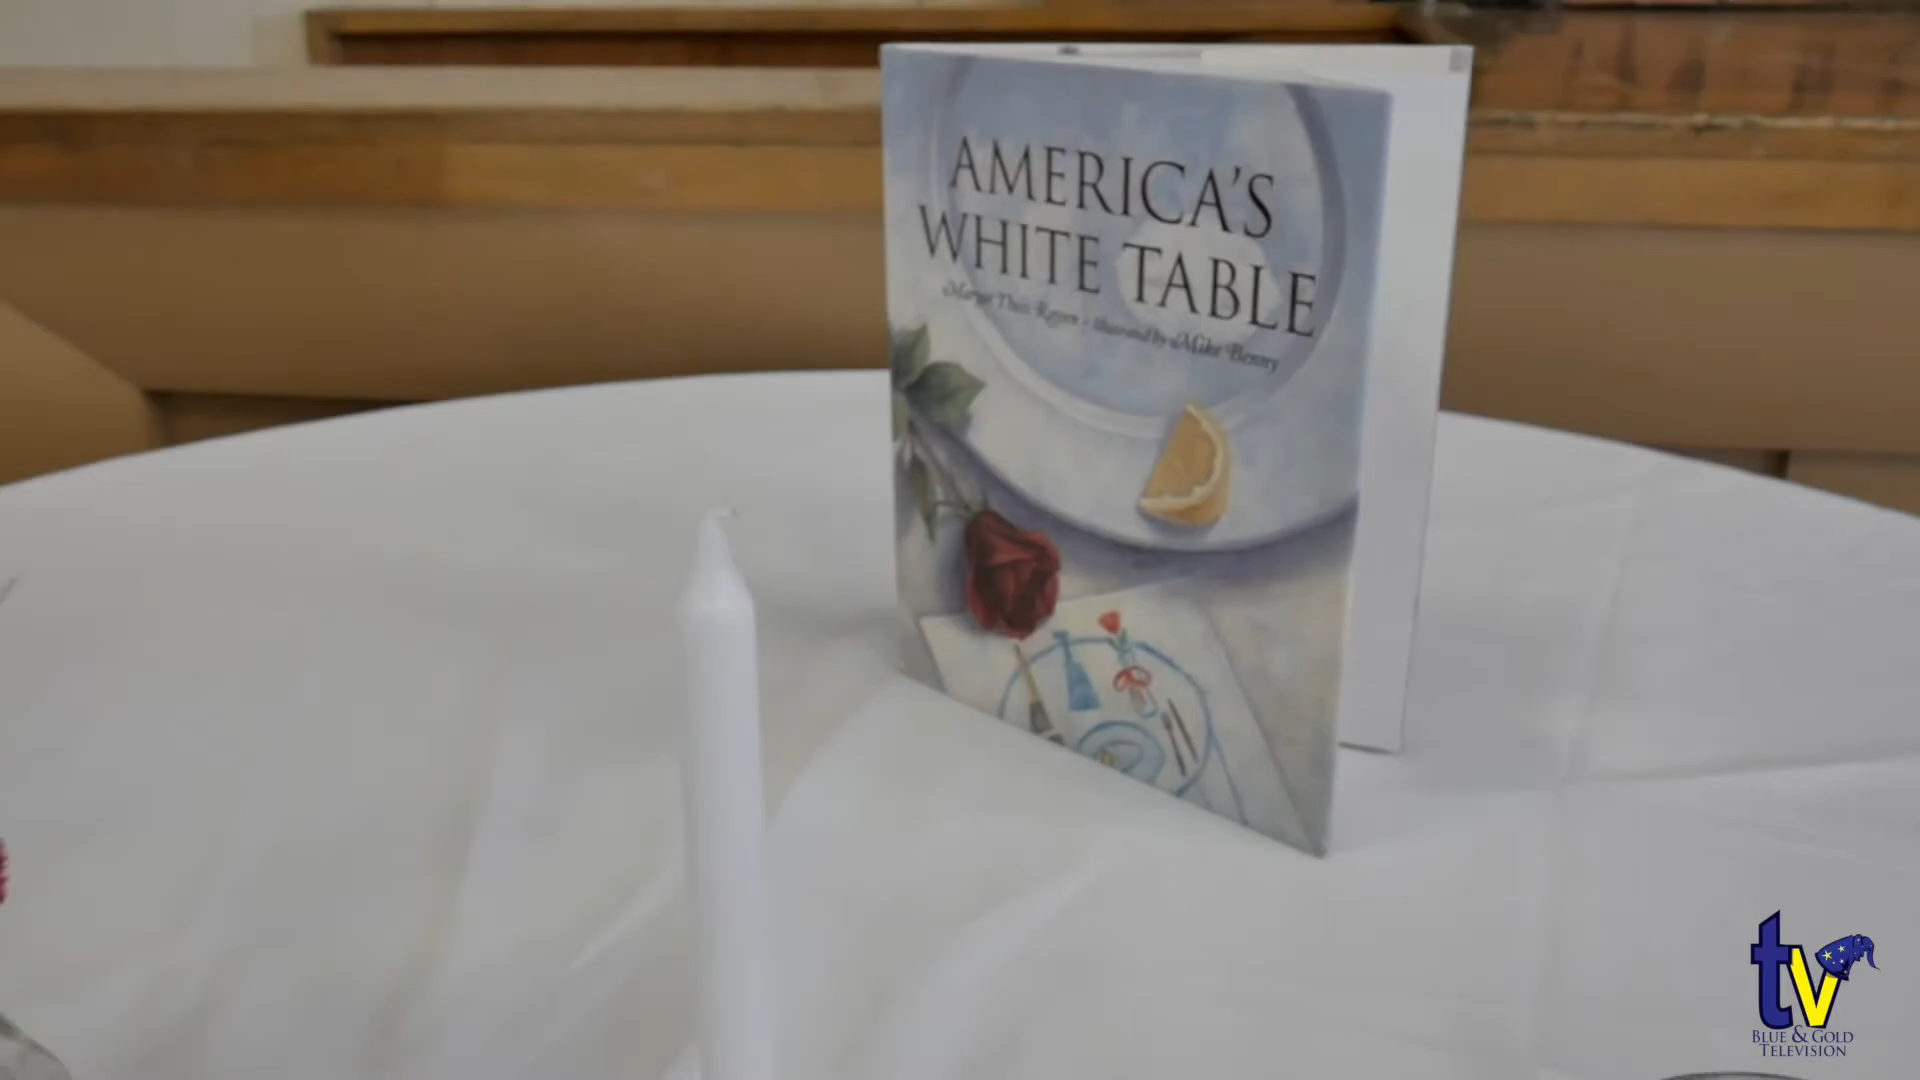 AMERICA'S
WHITE TABLE
Margot Theis Raven - illustrated by Mike Benny
tv
BLUE & GOLD
TELEVISION